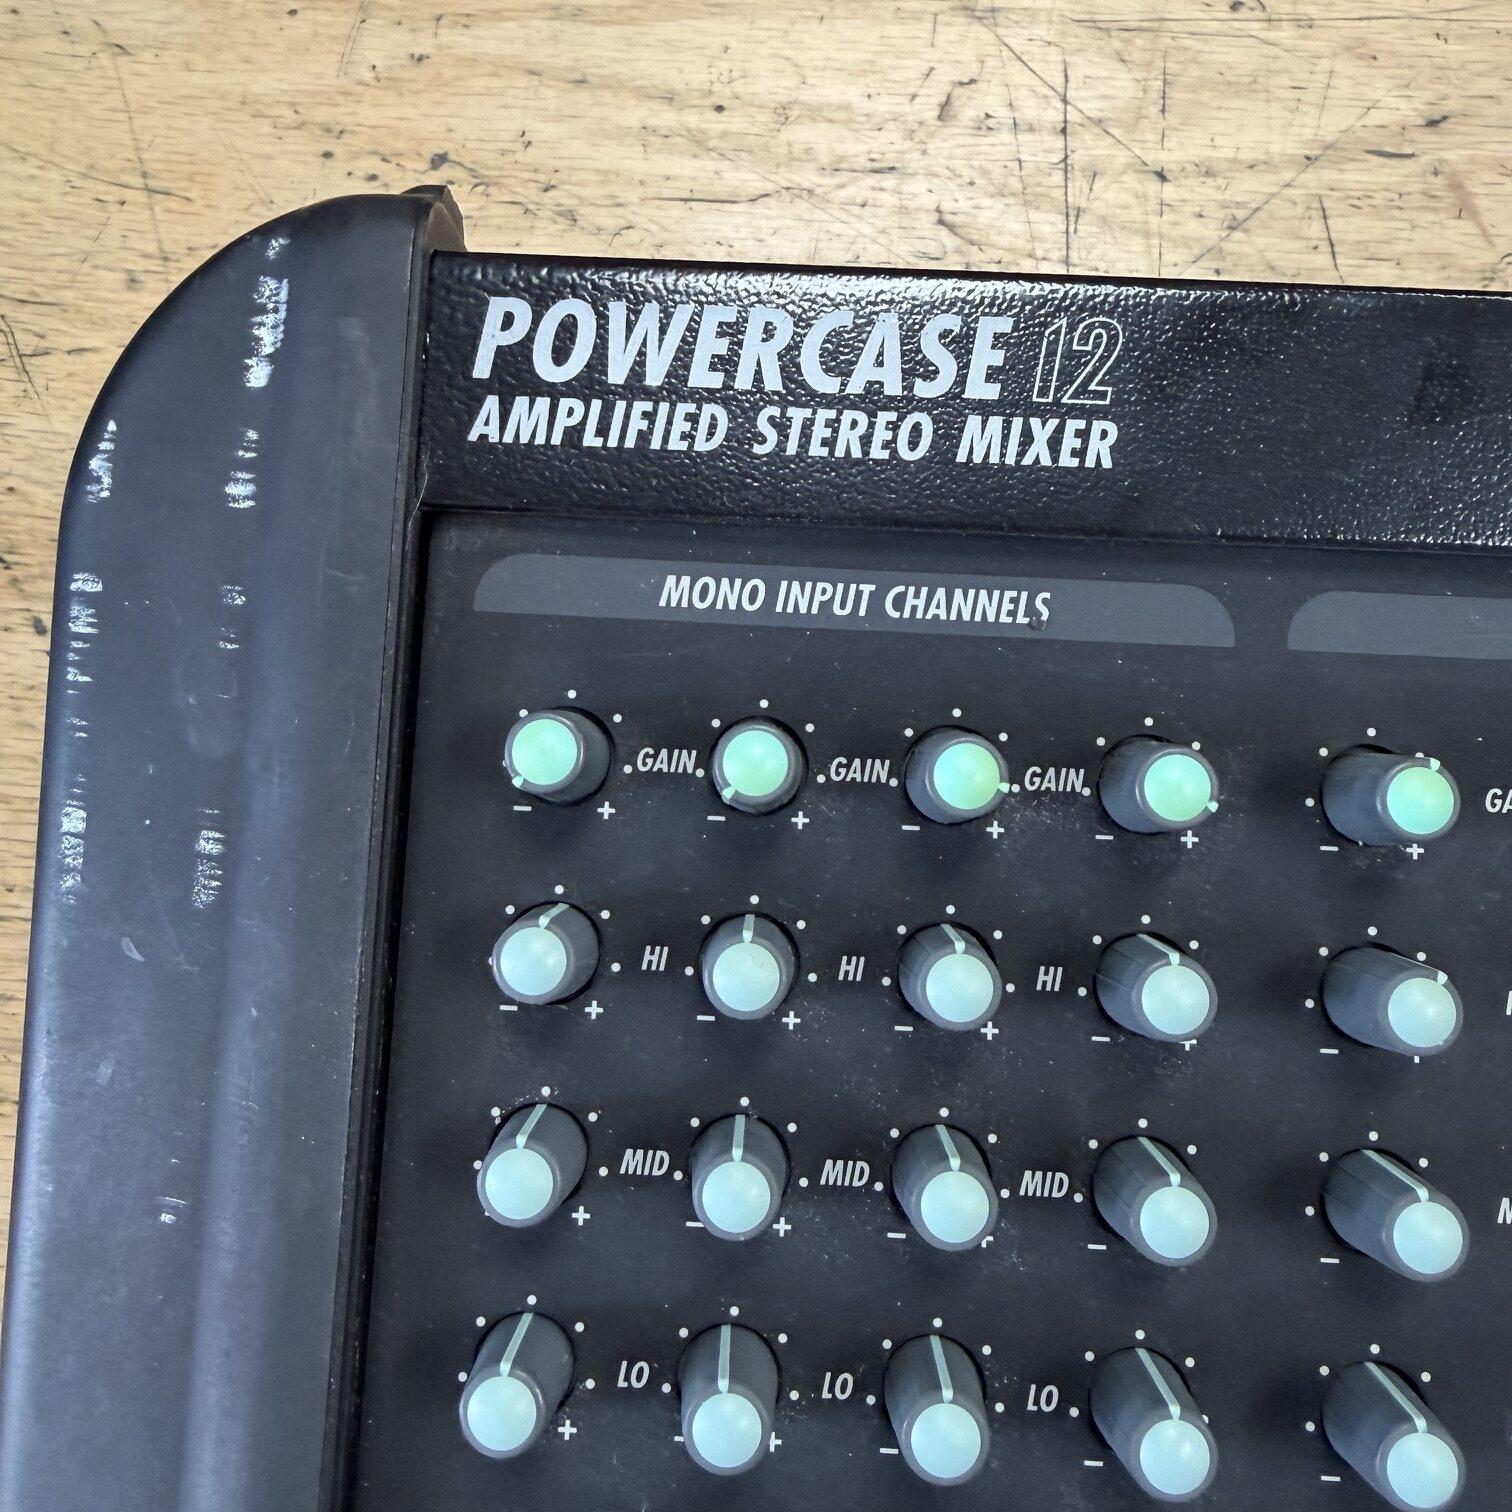 POWERCASE 12
AMPLIFIED STEREO MIXER
MONO INPUT CHANNELS
GAIN GAIN GAIN
- + - + - + - + - +
HI HI HI
- + - + - + - + -
MID MID MID
+ - + - - -
LO LO LO
+ - + - - -